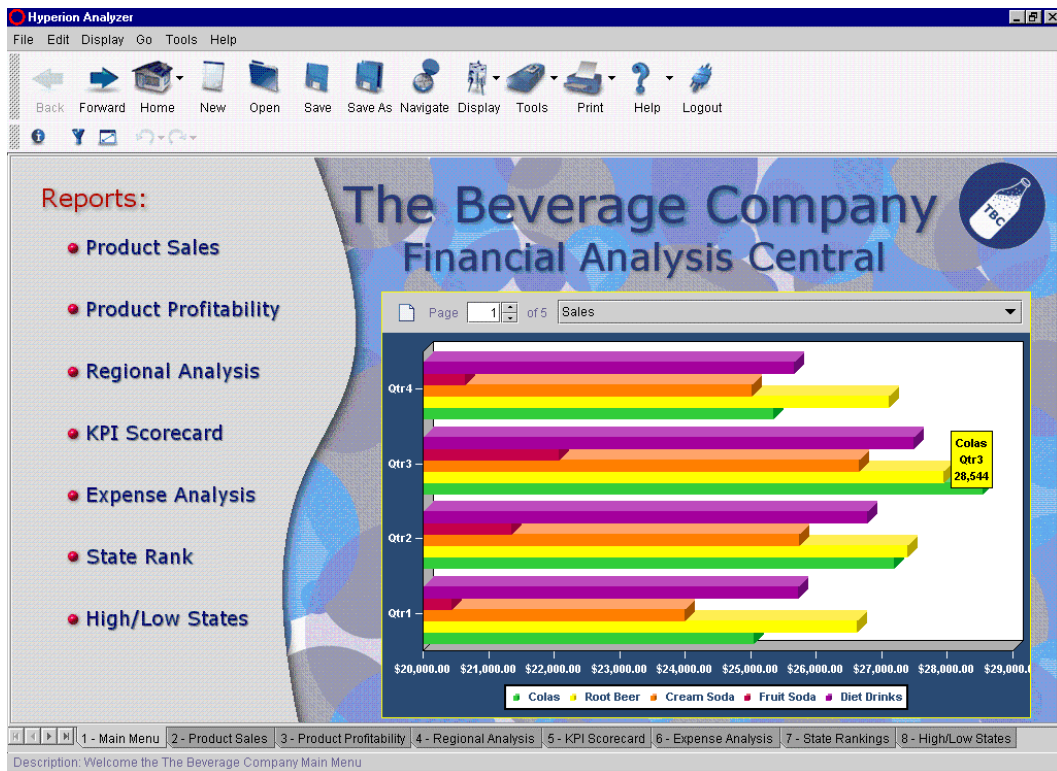 Hyperion Analyzer
File Edit Display Go Tools Help
Back Forward Home New Open Save Save As Navigate Display Tools Print Help Logout
Reports:
Product Sales
Product Profitability
Regional Analysis
KPI Scorecard
Expense Analysis
State Rank
High/Low States
The Beverage Company
TBC
Financial Analysis Central
Page 1 of 5 Sales
Qtr4
Qtr3
Qtr2
Qtr1
Colas
Qtr3
28,544
$20,000.00 $21,000.00 $22,000.00 $23,000.00 $24,000.00 $25,000.00 $26,000.00 $27,000.00 $28,000.00 $29,000.
Colas Root Beer Cream Soda Fruit Soda Diet Drinks
1 - Main Menu 2 - Product Sales 3 - Product Profitability 4 - Regional Analysis 5 - KPI Scorecard 6 - Expense Analysis 7 - State Rankings 8 - High/Low States
Description: Welcome the The Beverage Company Main Menu